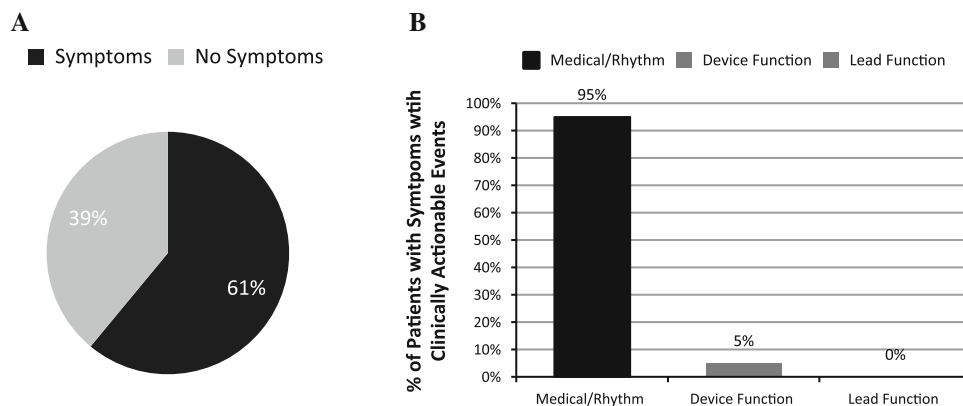 A
Symptoms No Symptoms
39%
61%
B
Medical/Rhythm Device Function Lead Function
% of Patients with Symtpoms wtih
Clinically Actionable Events
100%
90%
80%
70%
60%
50%
40%
30%
20%
10%
0%
95%
5%
0%
Medical/Rhythm Device Function Lead Function